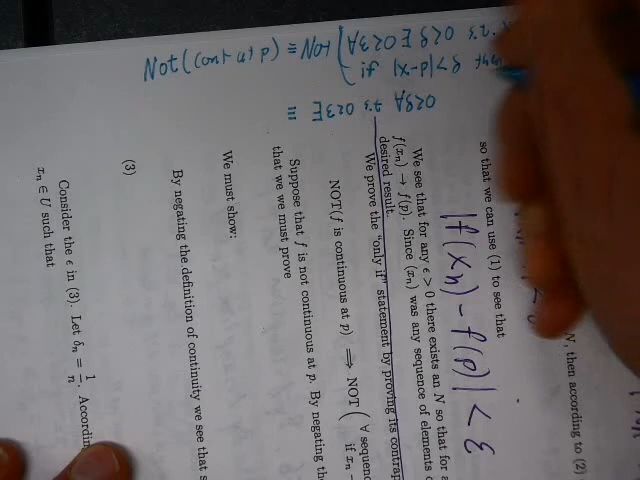 N, then according to (2)
so that we can use (1) to see that
|f(xₙ) − f(p)| < ε
We see that for any ϵ > 0 there exists an N so that for
f(xₙ) → f(p). Since (xₙ) was any sequence of elements
desired result.
We prove the "only if" statement by proving its
NOT(f is continuous at p) ⟹ NOT ( ∀
if xₙ
Suppose that f is not continuous at p. By negating
that we we must prove
We must show:
By negating the definition of continuity we see that
(3)
Consider the ϵ in (3). Let δₙ = 1/n.
xₙ ∈ U such that
Not(cont at p) ≡ Not
∀ε>0 ∃δ>0 s.t.
if |x-p|<δ
≡ ∃ε>0 s.t. ∀δ>0